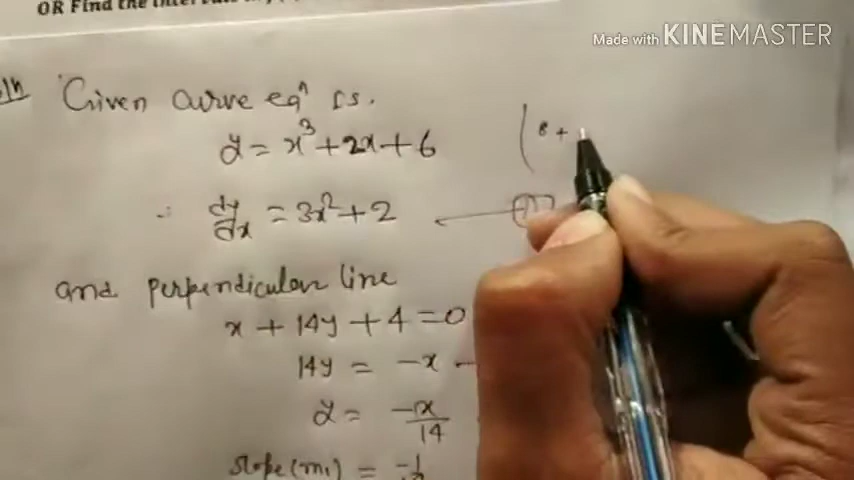 OR Find the
Made with KINEMASTER
Given curve eqⁿ is.
y = x³ + 2x + 6
( 8 +
∴ dy/dx = 3x² + 2
and perpendicular line
x + 14y + 4 = 0
14y = -x -
y = -x/14
slope (m₁) =